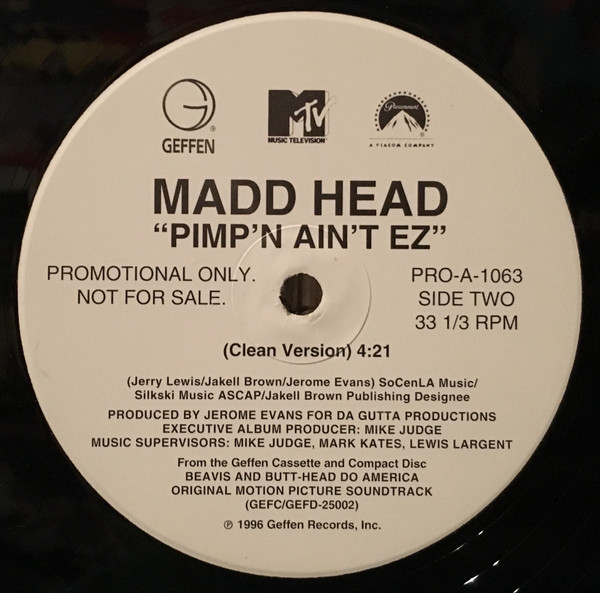 GEFFEN
MTV
MUSIC TELEVISION
Paramount
A VIACOM COMPANY
MADD HEAD
“PIMP’N AIN’T EZ”
PROMOTIONAL ONLY.
NOT FOR SALE.
PRO-A-1063
SIDE TWO
33 1/3 RPM
(Clean Version) 4:21
(Jerry Lewis/Jakell Brown/Jerome Evans) SoCenLA Music/
Silkski Music ASCAP/Jakell Brown Publishing Designee
PRODUCED BY JEROME EVANS FOR DA GUTTA PRODUCTIONS
EXECUTIVE ALBUM PRODUCER: MIKE JUDGE
MUSIC SUPERVISORS: MIKE JUDGE, MARK KATES, LEWIS LARGENT
From the Geffen Cassette and Compact Disc
BEAVIS AND BUTT-HEAD DO AMERICA
ORIGINAL MOTION PICTURE SOUNDTRACK
(GEFC/GEFD-25002)
℗ 1996 Geffen Records, Inc.